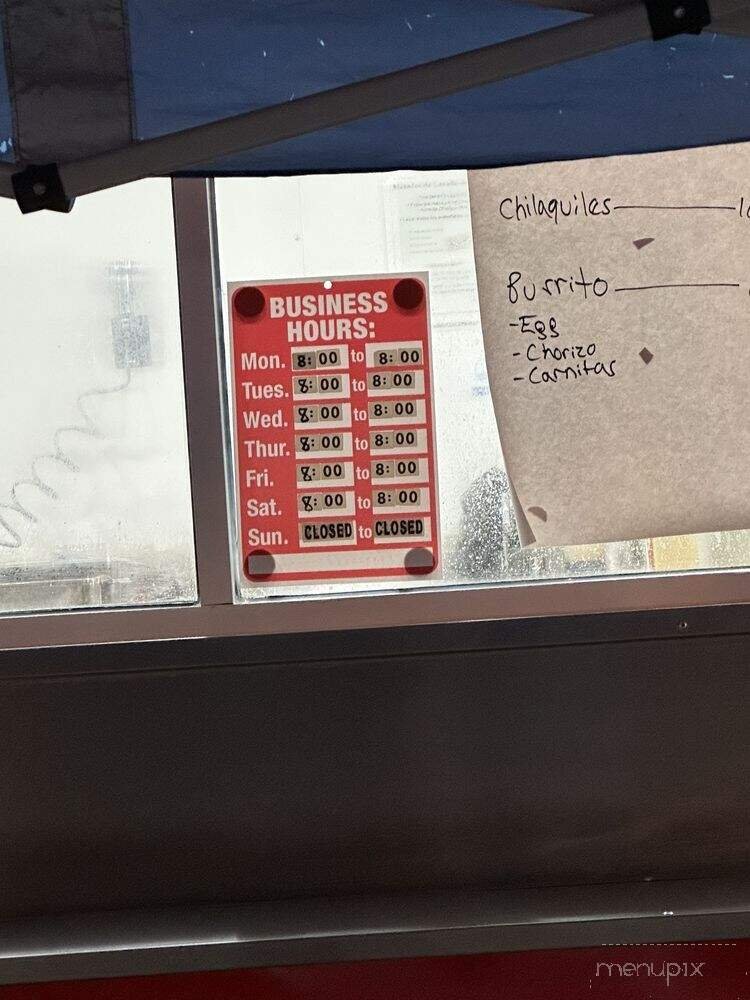 BUSINESS
HOURS:
Mon. 8:00 to 8:00
Tues. 8:00 to 8:00
Wed. 8:00 to 8:00
Thur. 8:00 to 8:00
Fri. 8:00 to 8:00
Sat. 8:00 to 8:00
Sun. CLOSED to CLOSED
Chilaquiles
Burrito
-Egg
-Chorizo
-Carnitas
menupix